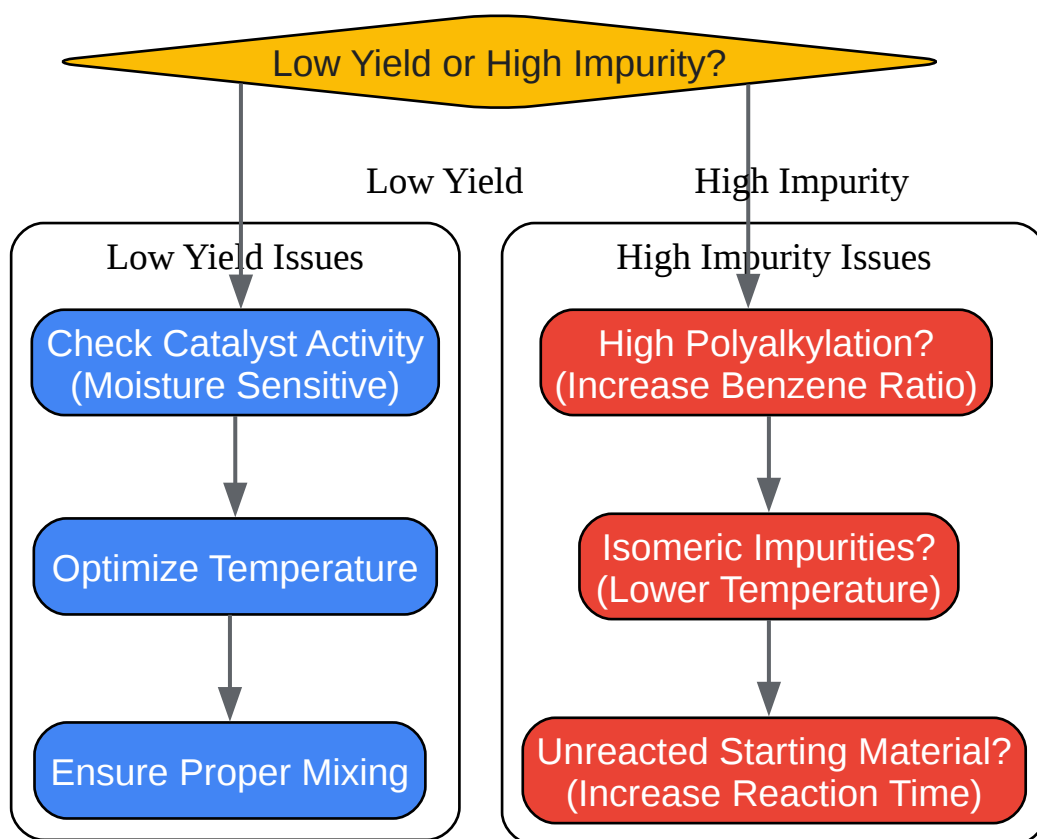 Low Yield or High Impurity?
Low Yield
High Impurity
Low Yield Issues
Check Catalyst Activity
(Moisture Sensitive)
Optimize Temperature
Ensure Proper Mixing
High Impurity Issues
High Polyalkylation?
(Increase Benzene Ratio)
Isomeric Impurities?
(Lower Temperature)
Unreacted Starting Material?
(Increase Reaction Time)